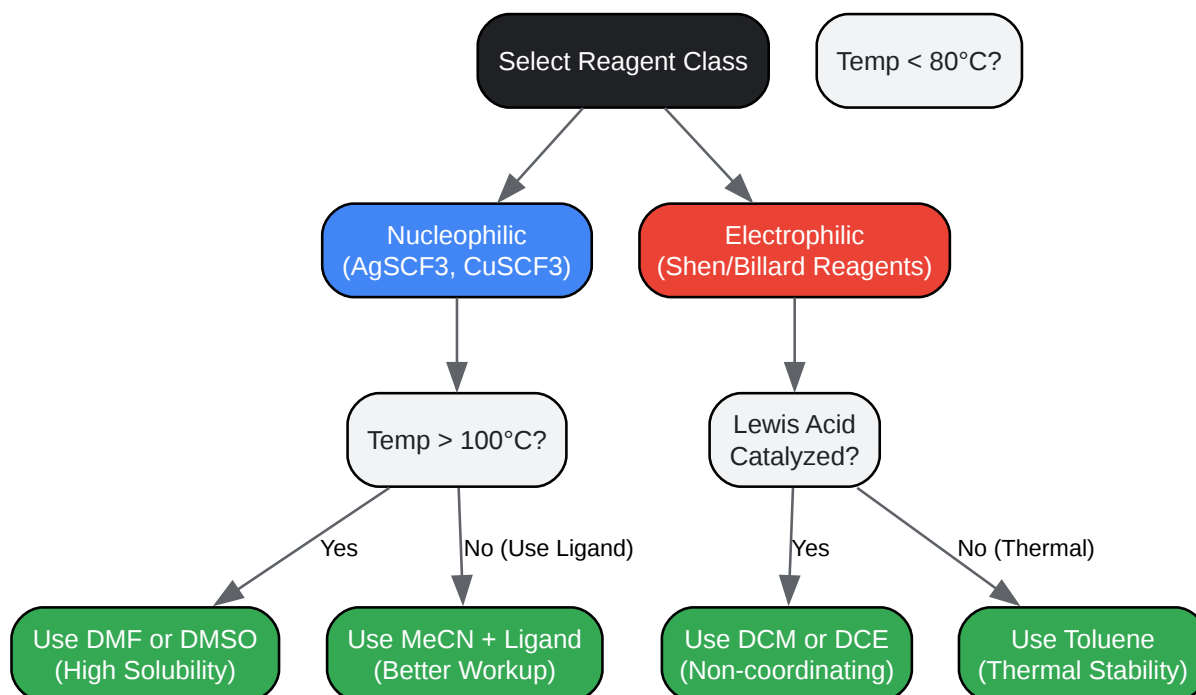 Select Reagent Class
Temp < 80°C?
Nucleophilic
(AgSCF3, CuSCF3)
Electrophilic
(Shen/Billard Reagents)
Temp > 100°C?
Lewis Acid
Catalyzed?
Yes
No (Use Ligand)
Yes
No (Thermal)
Use DMF or DMSO
(High Solubility)
Use MeCN + Ligand
(Better Workup)
Use DCM or DCE
(Non-coordinating)
Use Toluene
(Thermal Stability)